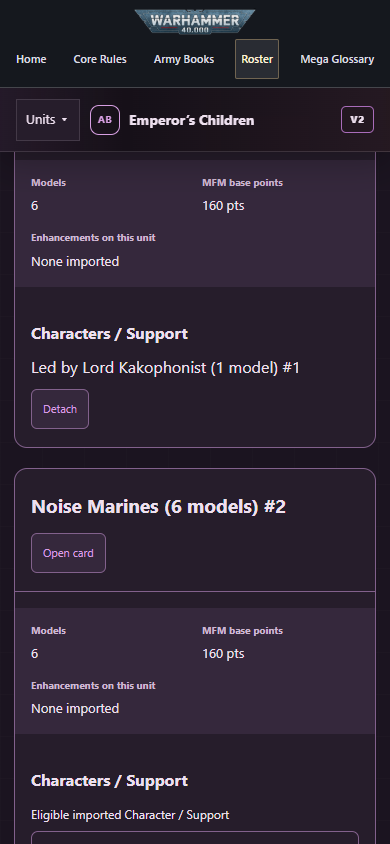 WARHAMMER
40,000
Home
Core Rules
Army Books
Roster
Mega Glossary
Units
AB
Emperor's Children
V2
Models
MFM base points
6
160 pts
Enhancements on this unit
None imported
Characters / Support
Led by Lord Kakophonist (1 model) #1
Detach
Noise Marines (6 models) #2
Open card
Models
MFM base points
6
160 pts
Enhancements on this unit
None imported
Characters / Support
Eligible imported Character / Support